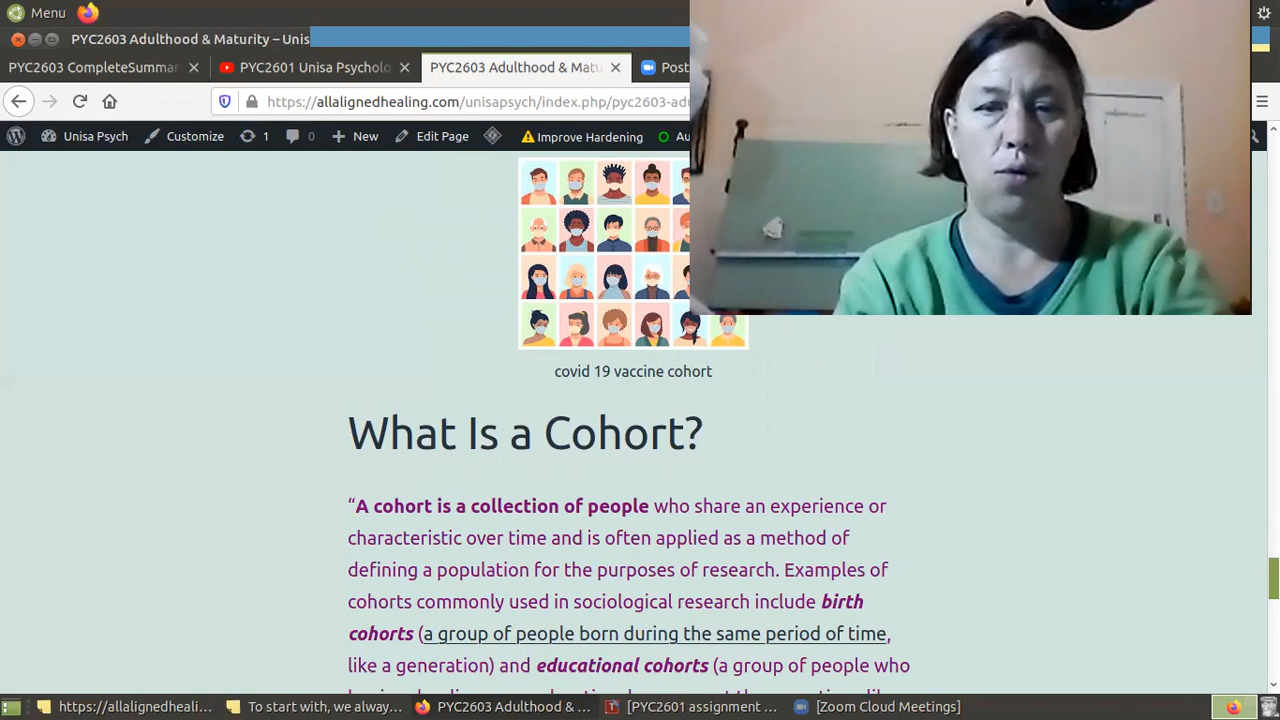 Menu
PYC2603 Adulthood & Maturity – Unis
PYC2603 CompleteSummar
PYC2601 Unisa Psycholo
PYC2603 Adulthood & Matu
Post
https://allalignedhealing.com/unisapsych/index.php/pyc2603-adu
Unisa Psych
Customize
1
0
New
Edit Page
Improve Hardening
Au
covid 19 vaccine cohort
What Is a Cohort?
“A cohort is a collection of people who share an experience or
characteristic over time and is often applied as a method of
defining a population for the purposes of research. Examples of
cohorts commonly used in sociological research include birth
cohorts (a group of people born during the same period of time,
like a generation) and educational cohorts (a group of people who
https://allalignedheali...
To start with, we alway...
PYC2603 Adulthood & ...
[PYC2601 assignment ...
[Zoom Cloud Meetings]